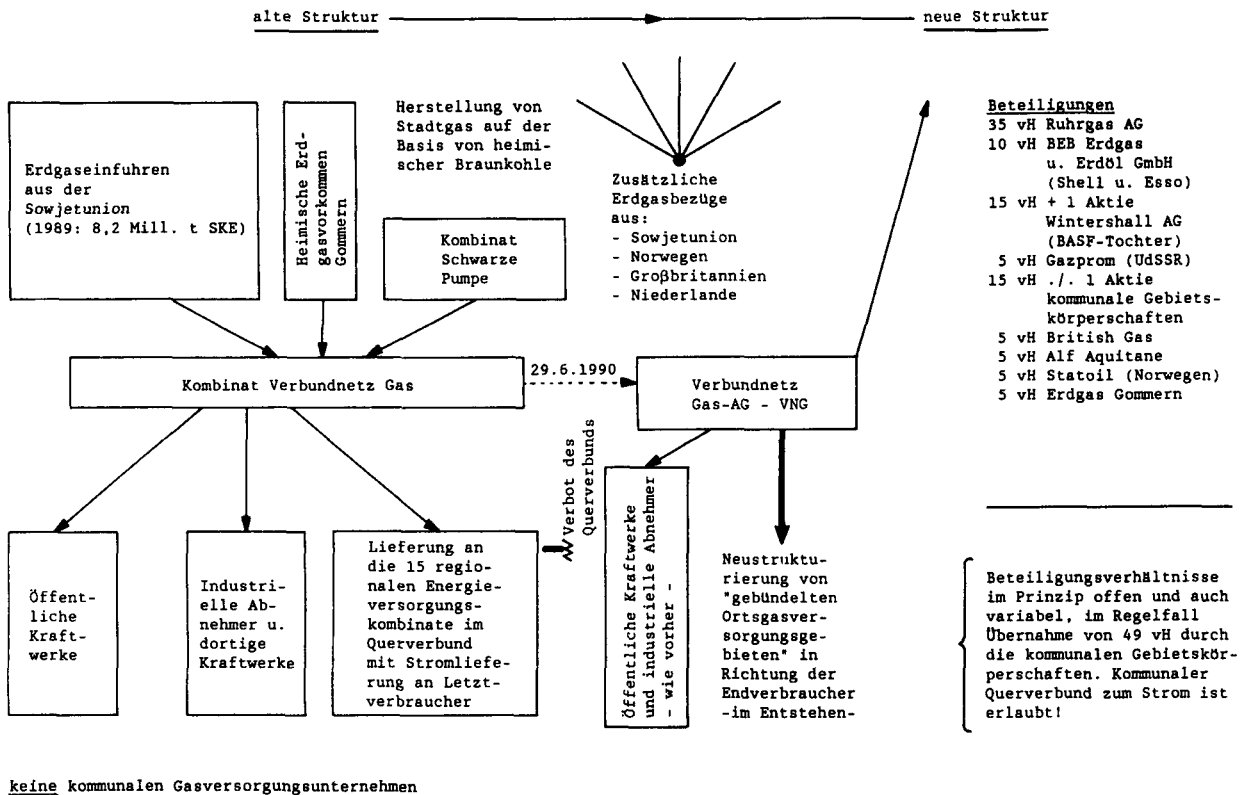 alte Struktur
neue Struktur
Erdgaseinfuhren
aus der
Sowjetunion
(1989: 8,2 Mill. t SKE)
Heimische Erd-
gasvorkommen
Gommern
Herstellung von
Stadtgas auf der
Basis von heimi-
scher Braunkohle
Kombinat
Schwarze
Pumpe
Zusätzliche
Erdgasbezüge
aus:
- Sowjetunion
- Norwegen
- Großbritannien
- Niederlande
Beteiligungen
35 vH Ruhrgas AG
10 vH BEB Erdgas
u. Erdöl GmbH
(Shell u. Esso)
15 vH + 1 Aktie
Wintershall AG
(BASF-Tochter)
5 vH Gazprom (UdSSR)
15 vH ./. 1 Aktie
kommunale Gebiets-
körperschaften
5 vH British Gas
5 vH Alf Aquitane
5 vH Statoil (Norwegen)
5 vH Erdgas Gommern
Kombinat Verbundnetz Gas
29.6.1990
Verbundnetz
Gas-AG - VNG
Öffent-
liche
Kraft-
werke
Industri-
elle Ab-
nehmer u.
dortige
Kraftwerke
Lieferung an
die 15 regio-
nalen Energie-
versorgungs-
kombinate im
Querverbund
mit Stromliefe-
rung an Letzt-
verbraucher
Verbot des
Querverbunds
Öffentliche Kraftwerke
und industrielle Abnehmer
- wie vorher -
Neustruktu-
rierung von
"gebündelten
Ortsgasver-
sorgungsge-
bieten" in
Richtung der
Endverbraucher
-im Entstehen-
Beteiligungsverhältnisse
im Prinzip offen und auch
variabel, im Regelfall
Übernahme von 49 vH durch
die kommunalen Gebietskör-
perschaften. Kommunaler
Querverbund zum Strom ist
erlaubt!
keine kommunalen Gasversorgungsunternehmen